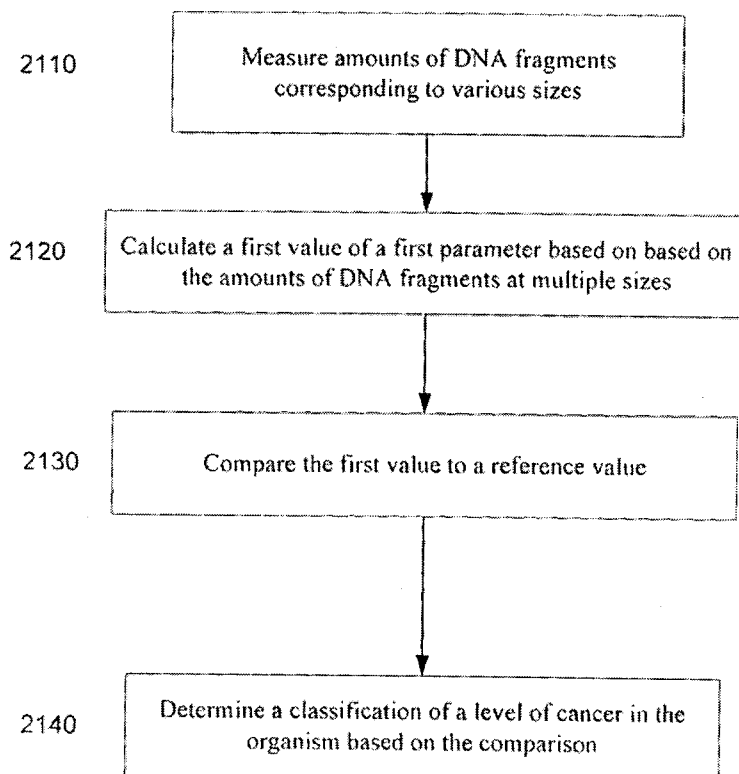 2110
Measure amounts of DNA fragments
corresponding to various sizes
2120
Calculate a first value of a first parameter based on based on
the amounts of DNA fragments at multiple sizes
2130
Compare the first value to a reference value
2140
Determine a classification of a level of cancer in the
organism based on the comparison